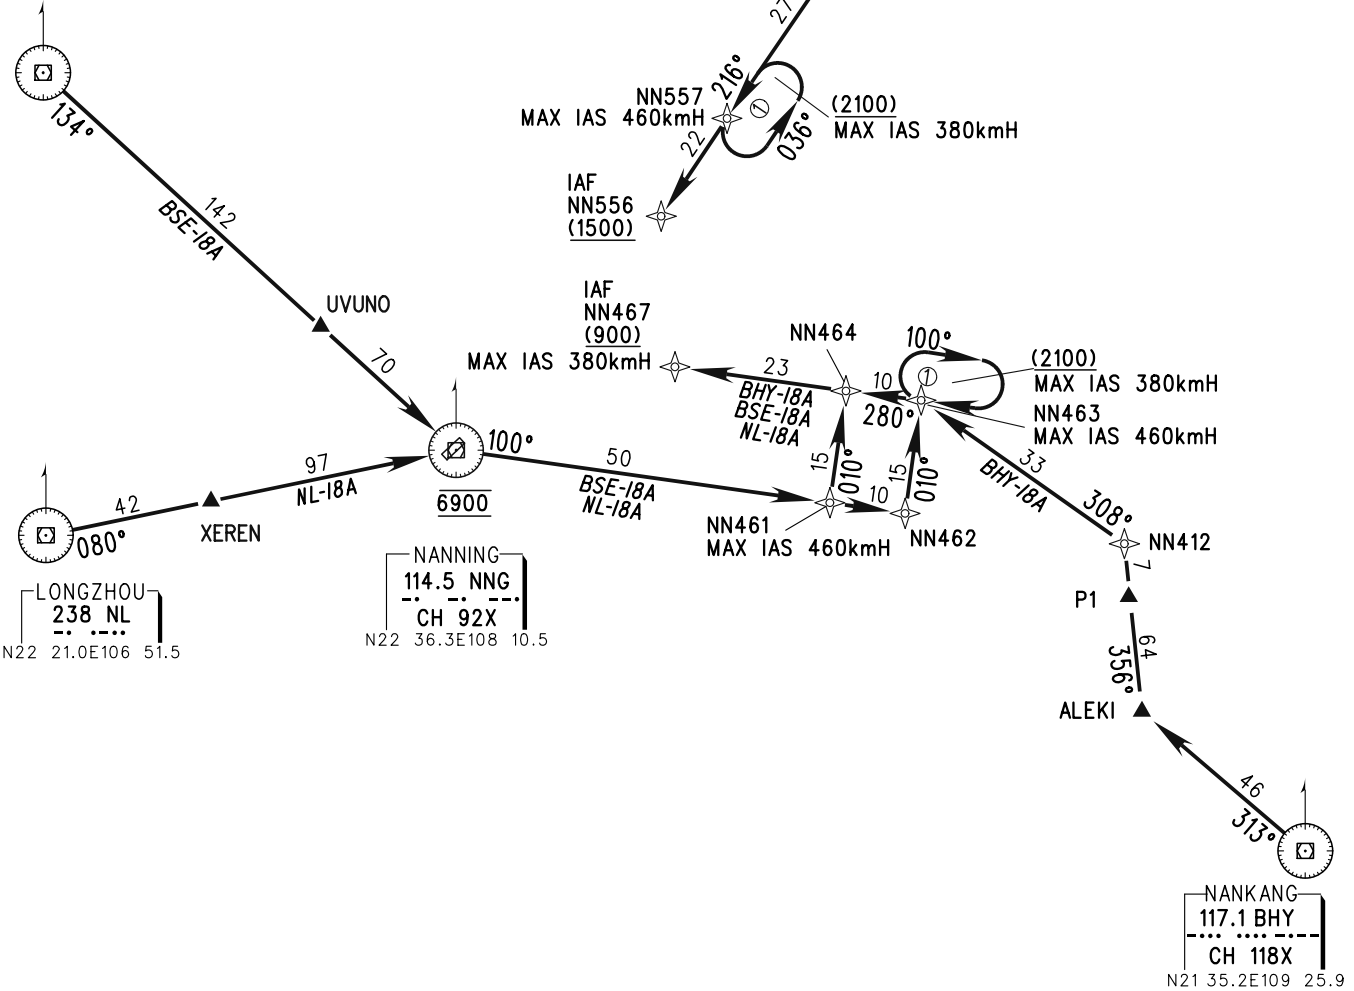 27
216°
NN557
MAX IAS 460kmH
1
(2100)
MAX IAS 380kmH
036°
22
134°
IAF
NN556
(1500)
142
BSE-18A
UVUNO
70
IAF
NN467
(900)
MAX IAS 380kmH
NN464
100°
(2100)
MAX IAS 380kmH
1
23
BHY-18A
BSE-18A
NL-18A
10
280°
NN463
MAX IAS 460kmH
33
BHY-18A
308°
100°
50
BSE-18A
NL-18A
15
010°
15
010°
10
6900
97
NL-18A
42
080°
XEREN
NN461
MAX IAS 460kmH
NN462
NN412
7
P1
64
356°
ALEKI
NANNING
114.5 NNG
CH 92X
N22 36.3E108 10.5
LONGZHOU
238 NL
N22 21.0E106 51.5
46
313°
NANKANG
117.1 BHY
CH 118X
N21 35.2E109 25.9